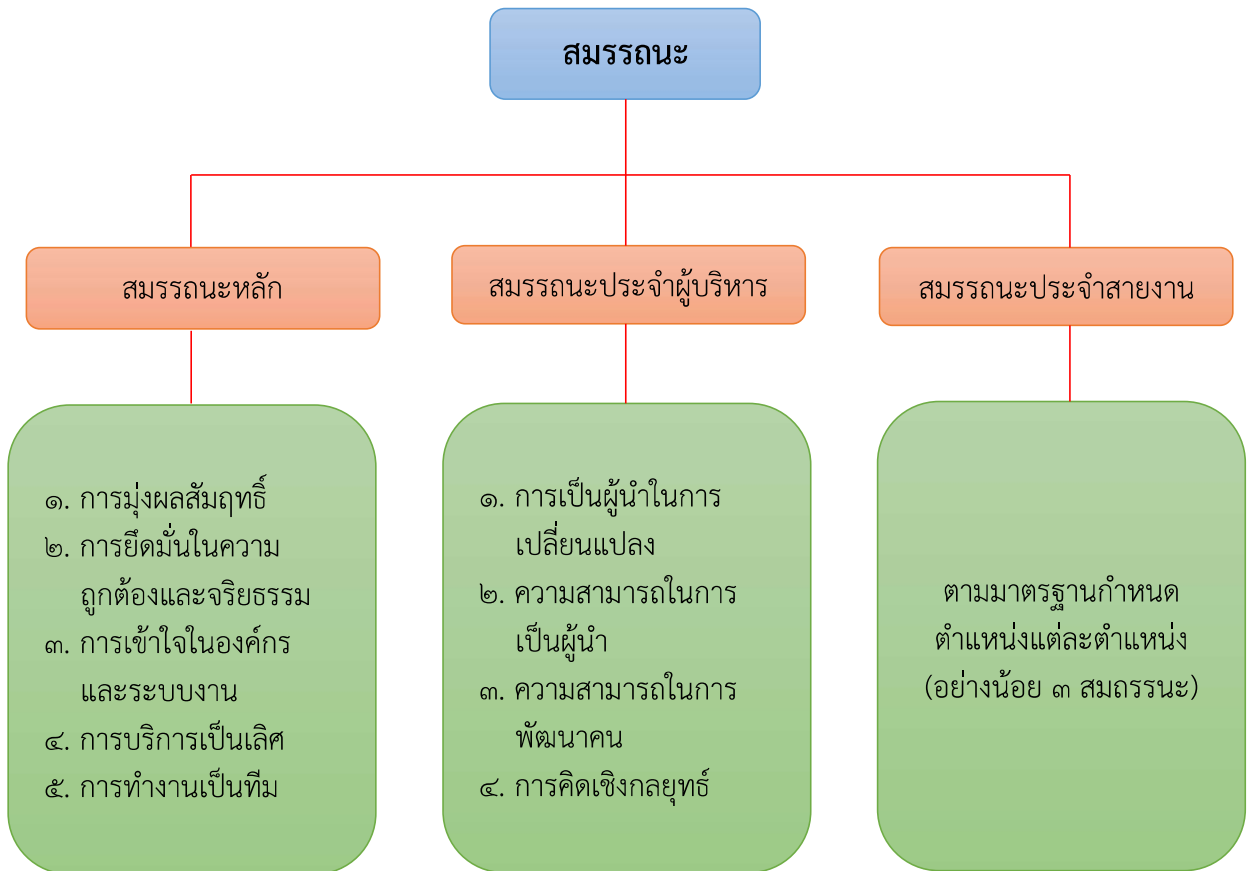 สมรรถนะ
สมรรถนะหลัก
สมรรถนะประจำผู้บริหาร
สมรรถนะประจำสายงาน
๑. การมุ่งผลสัมฤทธิ์
๒. การยึดมั่นในความ
ถูกต้องและจริยธรรม
๓. การเข้าใจในองค์กร
และระบบงาน
๔. การบริการเป็นเลิศ
๕. การทำงานเป็นทีม
๑. การเป็นผู้นำในการ
เปลี่ยนแปลง
๒. ความสามารถในการ
เป็นผู้นำ
๓. ความสามารถในการ
พัฒนาคน
๔. การคิดเชิงกลยุทธ์
ตามมาตรฐานกำหนด
ตำแหน่งแต่ละตำแหน่ง
(อย่างน้อย ๓ สมถรรนะ)